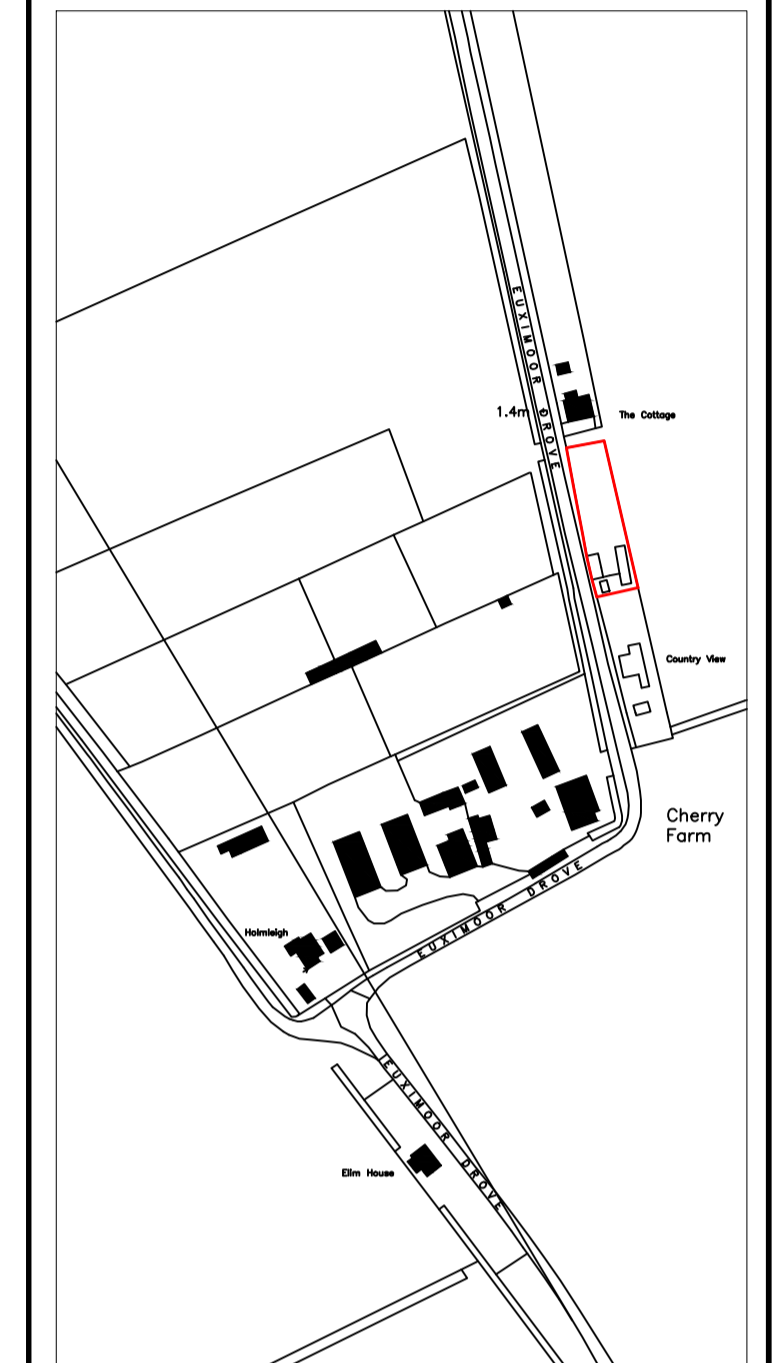 EUXIMOOR DROVE
1.4m
The Cottage
Country View
Cherry
Farm
EUXIMOOR DROVE
Holmleigh
EUXIMOOR DROVE
Elm House